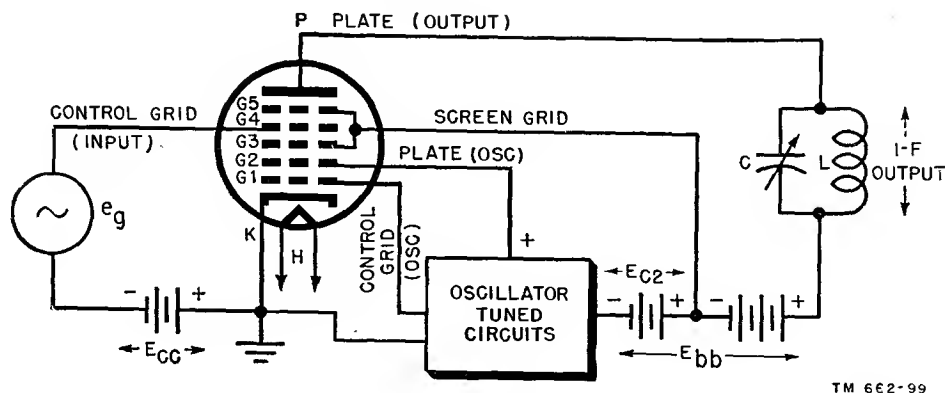 P PLATE (OUTPUT)
CONTROL GRID
(INPUT)
G5
G4
G3
G2
G1
SCREEN GRID
PLATE (OSC)
C
L
I-F
OUTPUT
eg
K
H
CONTROL
GRID
(OSC)
+
OSCILLATOR
TUNED
CIRCUITS
EC2
- + - + +
Ecc
Ebb
TM 662-99